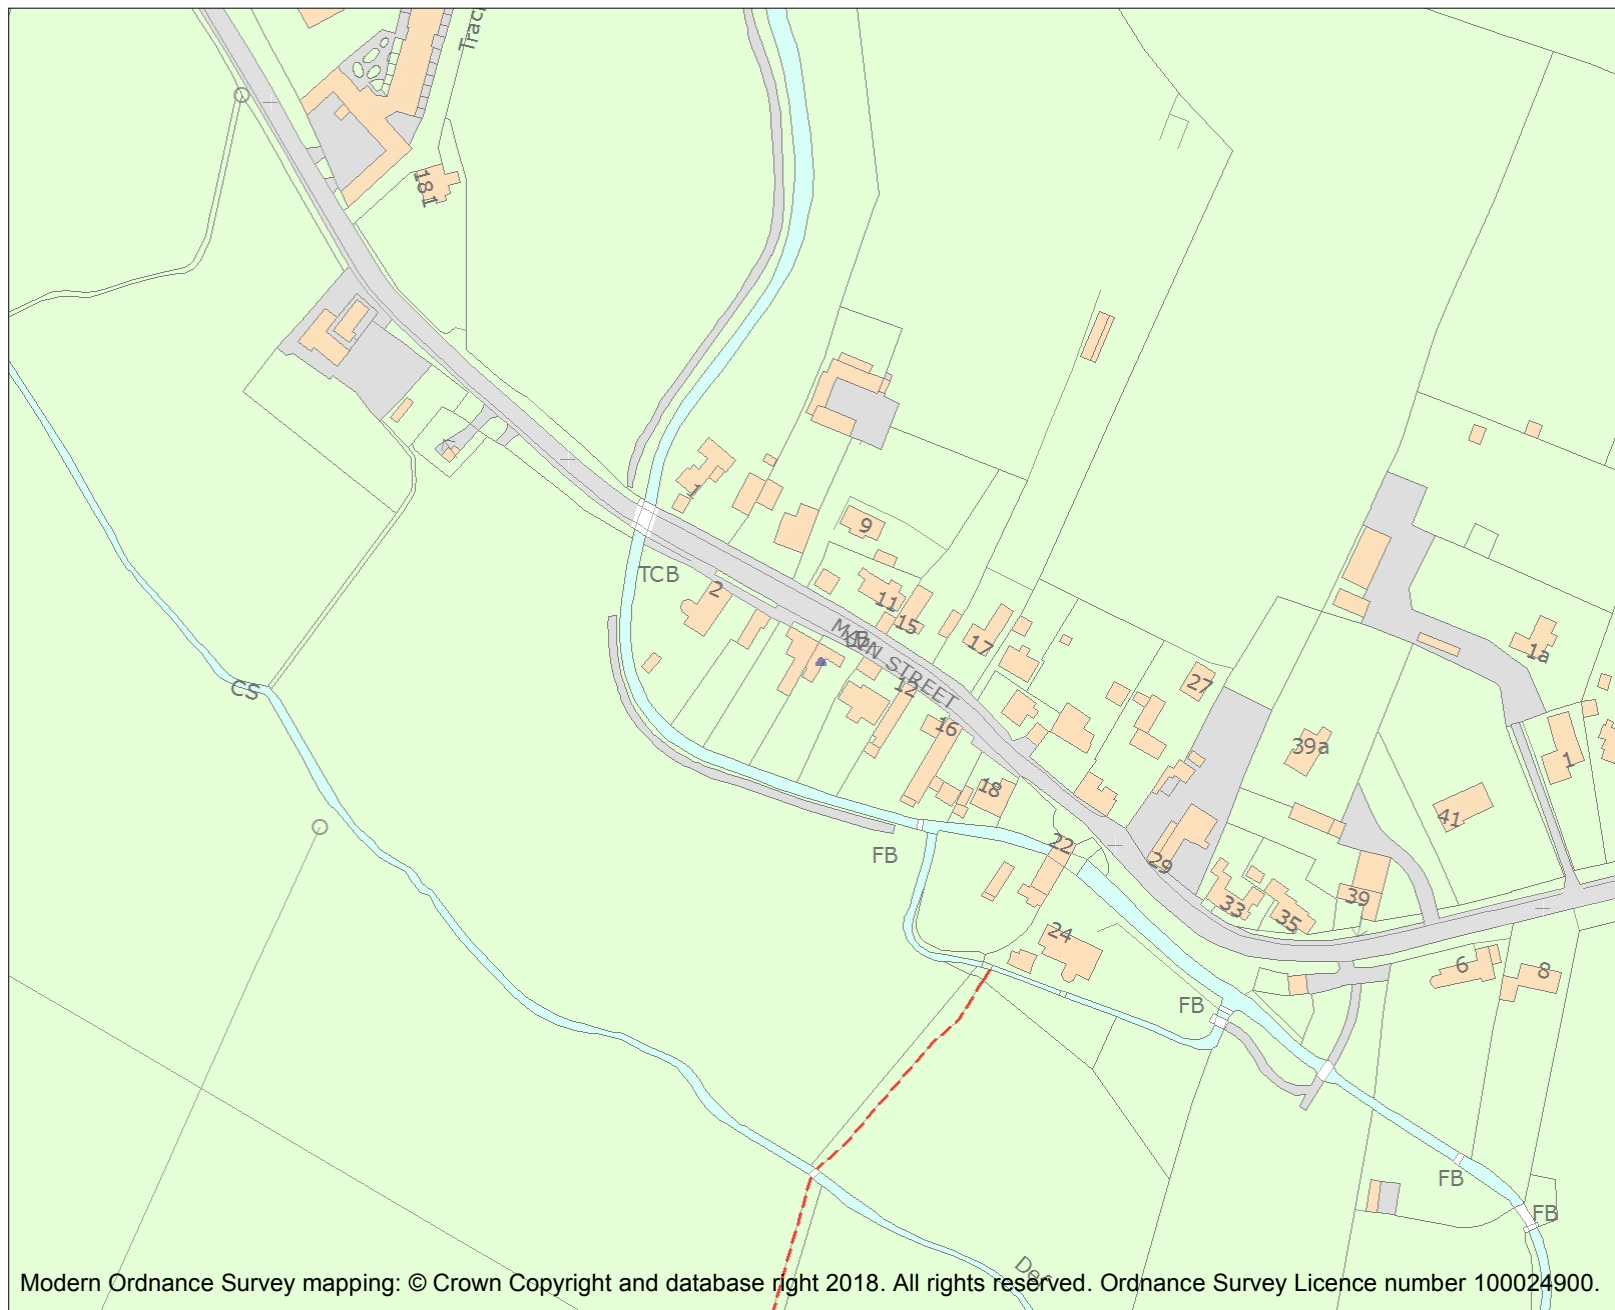 Track
181
1
9
TCB
2
11
15
17
MAIN STREET
12
16
27
1a
39a
1
CS
18
41
22
FB
29
39
33
35
24
6
8
FB
FB
FB
Def
Modern Ordnance Survey mapping: © Crown Copyright and database right 2018. All rights reserved. Ordnance Survey Licence number 100024900.